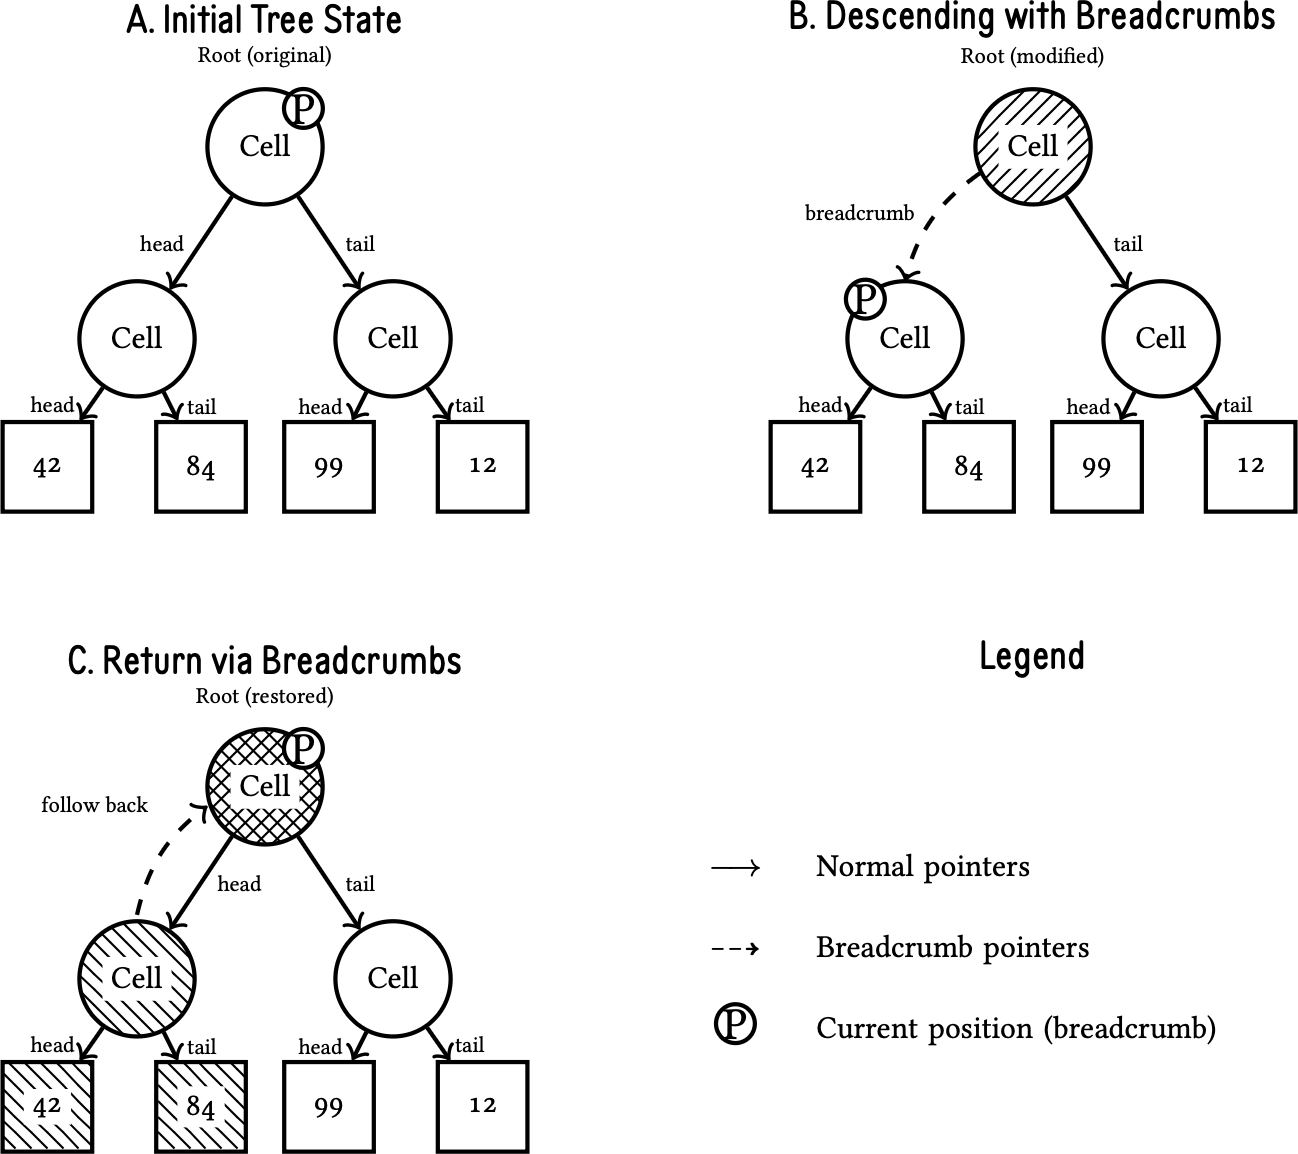 A. Initial Tree State
Root (original)
P
Cell
head
tail
Cell
Cell
head
tail
head
tail
42
84
99
12
B. Descending with Breadcrumbs
Root (modified)
Cell
breadcrumb
tail
P
Cell
Cell
head
tail
head
tail
42
84
99
12
C. Return via Breadcrumbs
Root (restored)
P
Cell
follow back
head
tail
Cell
Cell
head
tail
head
tail
42
84
99
12
Legend
Normal pointers
Breadcrumb pointers
P Current position (breadcrumb)